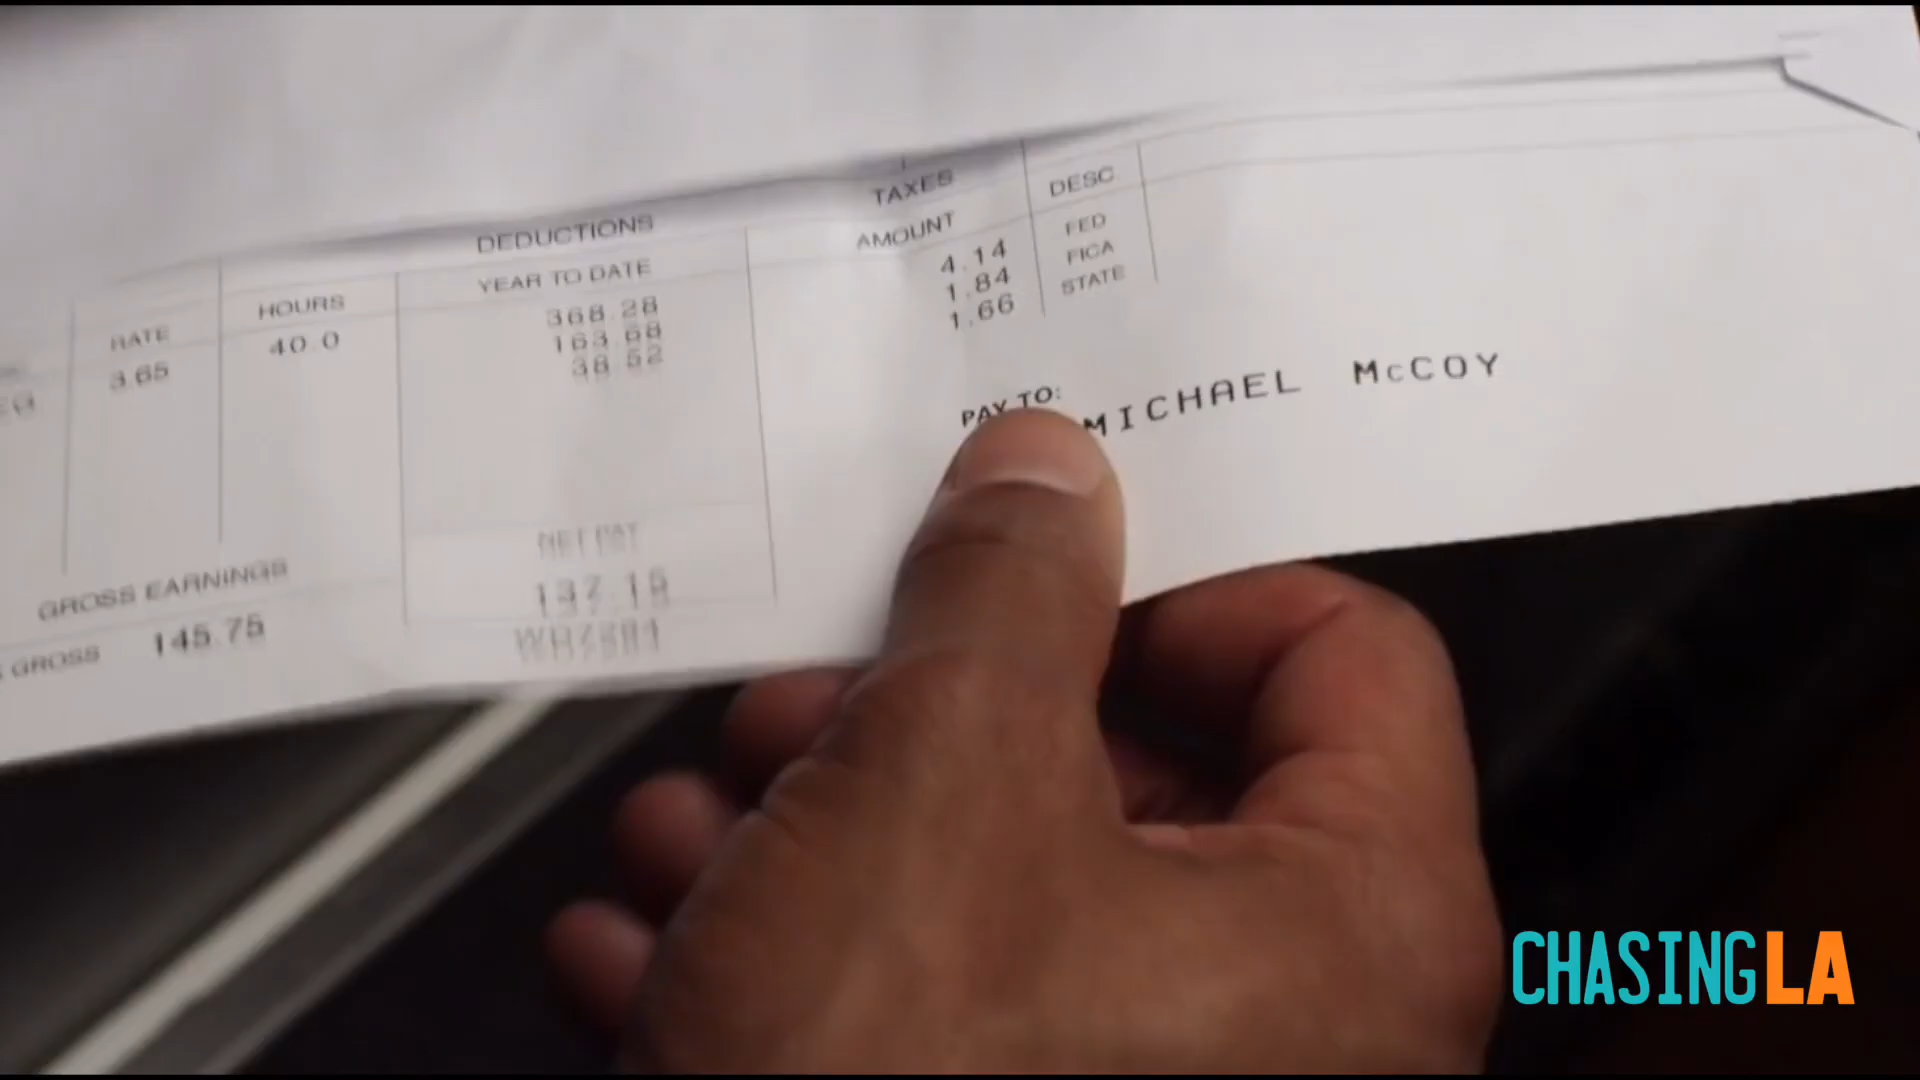 TAXES
DEDUCTIONS
DESC
AMOUNT
YEAR TO DATE
HOURS
RATE
4.14 FED
1.84 FICA
1.66 STATE
368.28
163.68
38.52
40.0
3.65
PAY TO:
MICHAEL McCOY
NET PAY
137.15
GROSS EARNINGS
GROSS 145.75
CHASINGLA